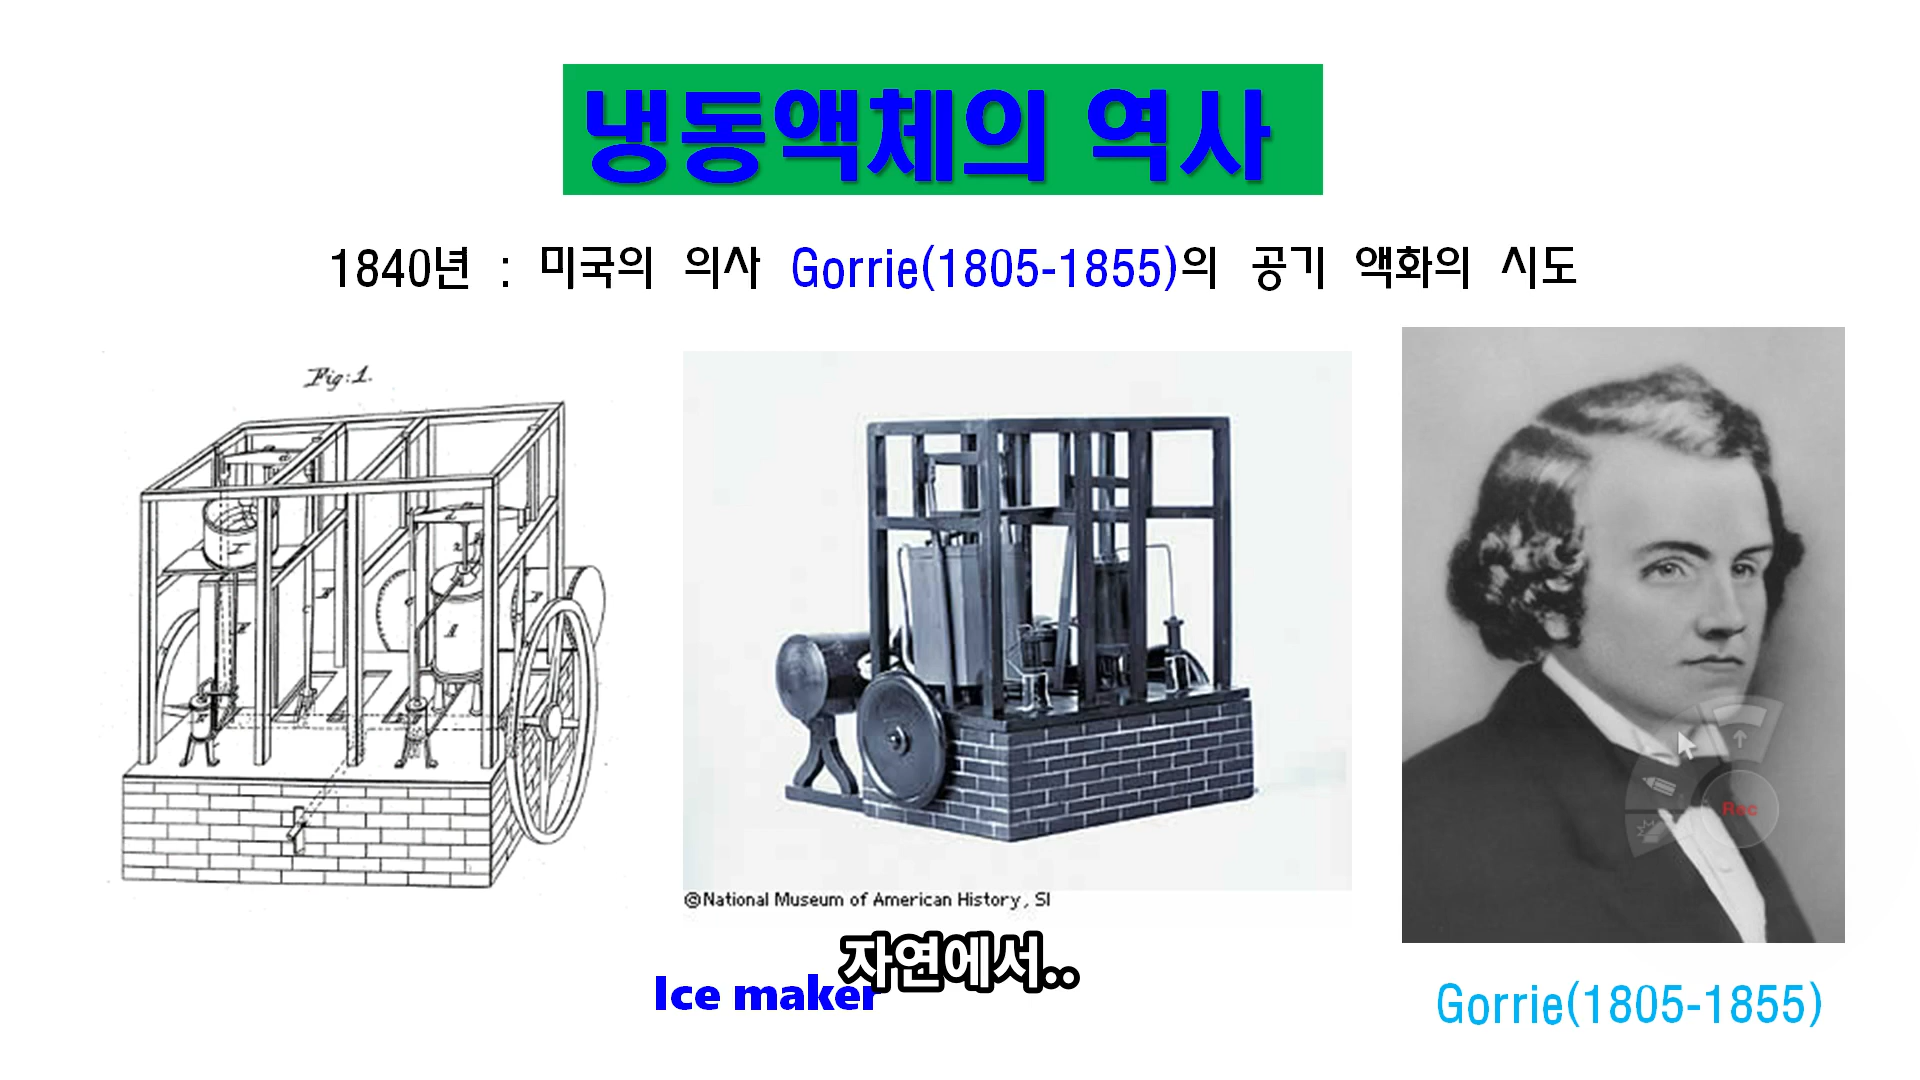 냉동액체의 역사
1840년 : 미국의 의사 Gorrie(1805-1855)의 공기 액화의 시도
Fig:1.
©National Museum of American History, SI
자연에서..
Ice maker
Gorrie(1805-1855)
Rec